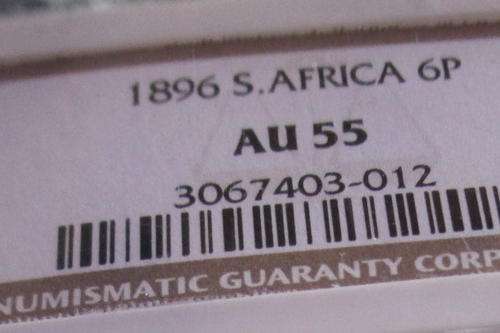 1896 S.AFRICA 6P
AU 55
3067403-012
NUMISMATIC GUARANTY CORP